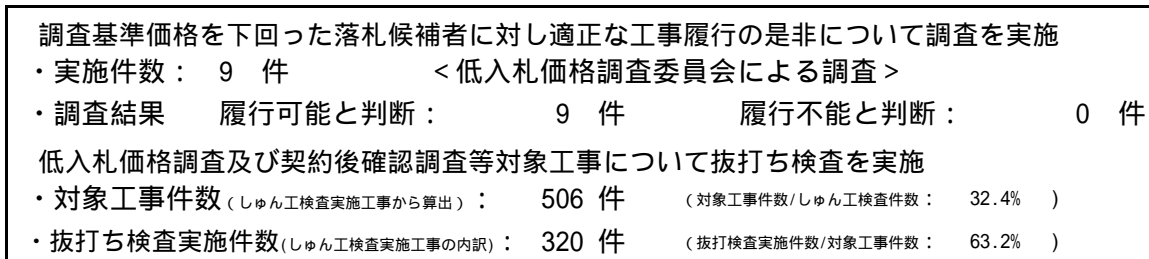 調査基準価格を下回った落札候補者に対し適正な工事履行の是非について調査を実施
・実施件数： 9 件 ＜低入札価格調査委員会による調査＞
・調査結果 履行可能と判断： 9 件 履行不能と判断： 0 件
低入札価格調査及び契約後確認調査等対象工事について抜打ち検査を実施
・対象工事件数(しゅん工検査実施工事から算出)： 506 件 (対象工事件数/しゅん工検査件数： 32.4% )
・抜打ち検査実施件数(しゅん工検査実施工事の内訳)： 320 件 (抜打検査実施件数/対象工事件数： 63.2% )